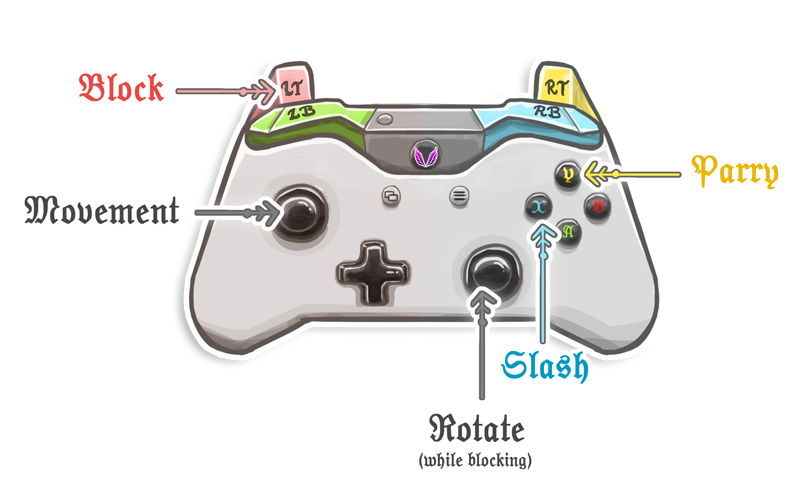 LT
RT
Block
LB
RB
Y
Parry
Movement
X
B
A
Slash
Rotate
(while blocking)